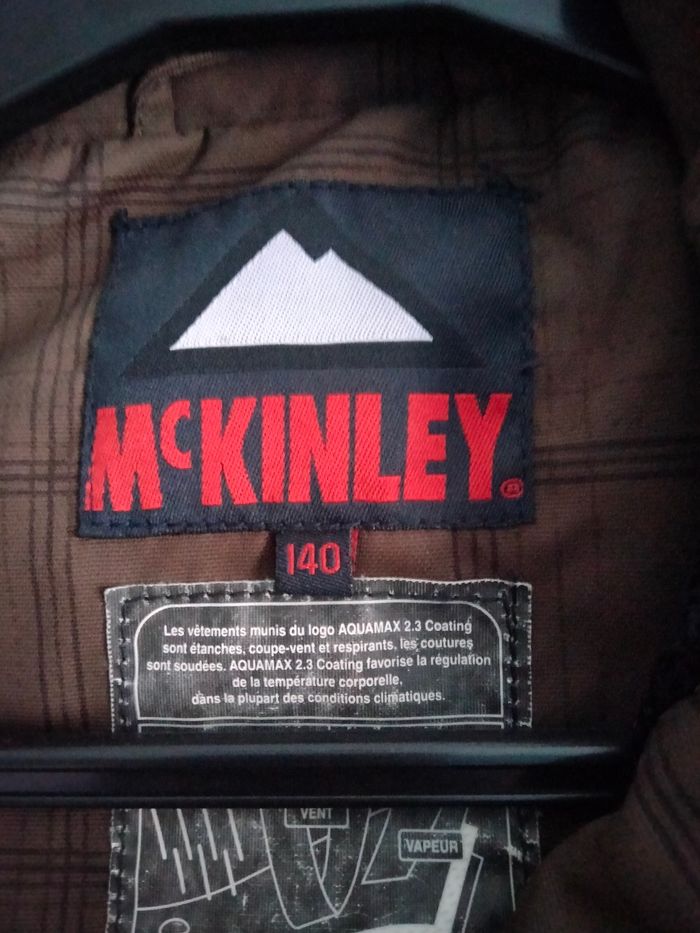 McKINLEY®
140
Les vêtements munis du logo AQUAMAX 2.3 Coating
sont étanches, coupe-vent et respirants, les coutures
sont soudées. AQUAMAX 2.3 Coating favorise la régulation
de la température corporelle,
dans la plupart des conditions climatiques.
VENT
VAPEUR